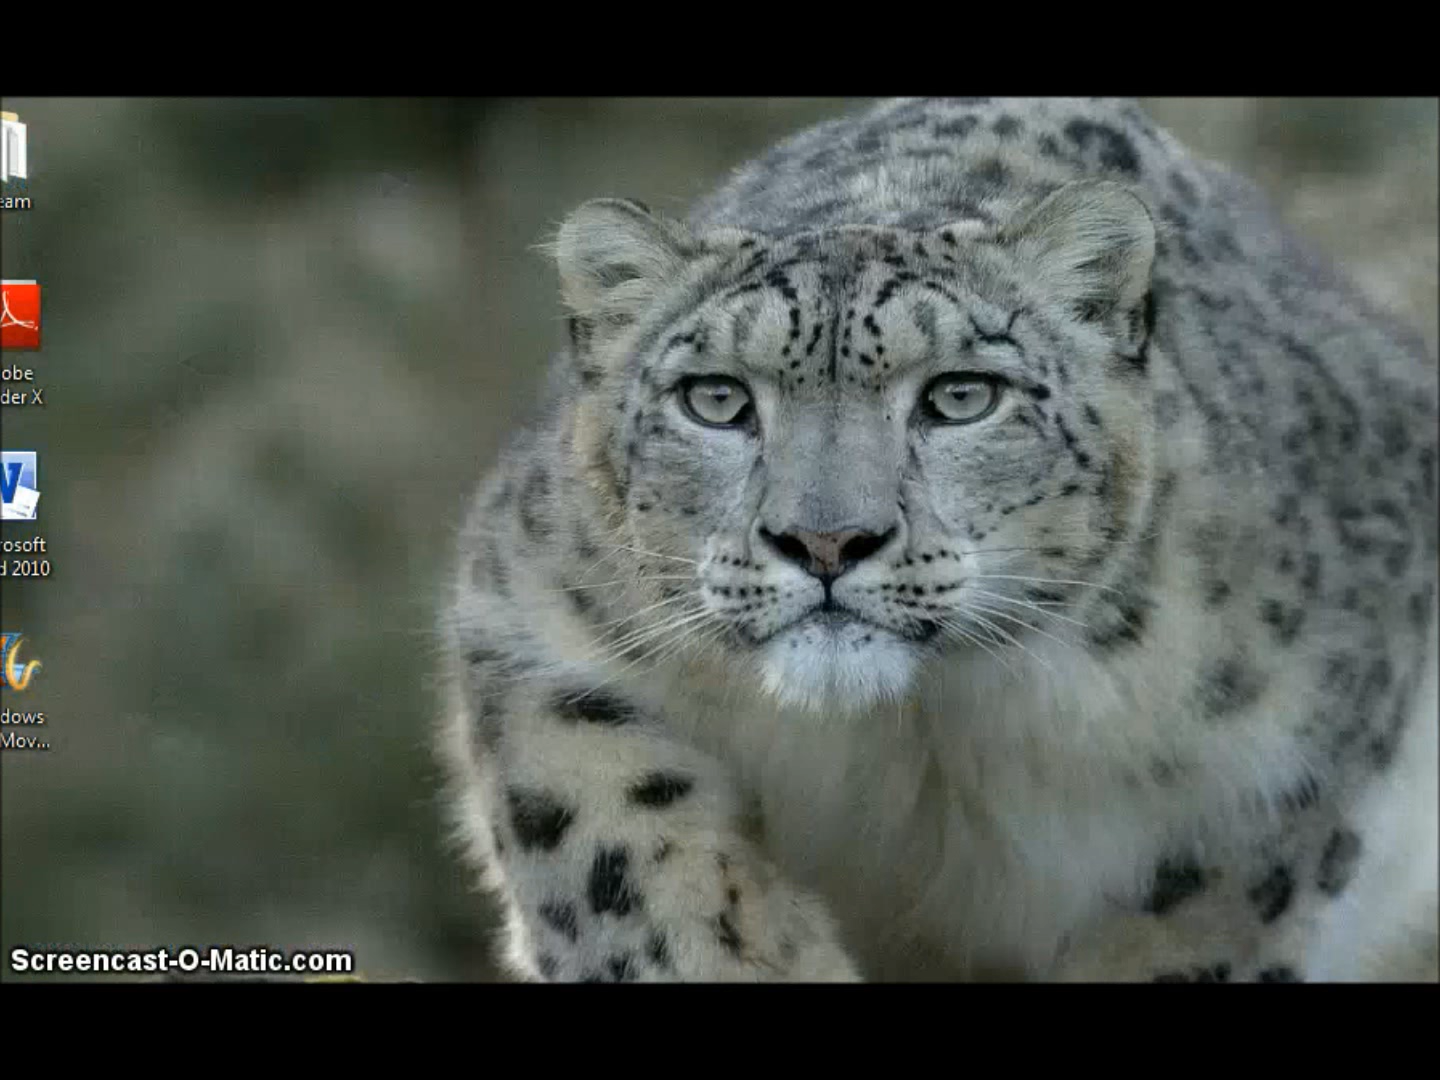 eam
obe
der X
rosoft
d 2010
dows
Mov...
Screencast-O-Matic.com